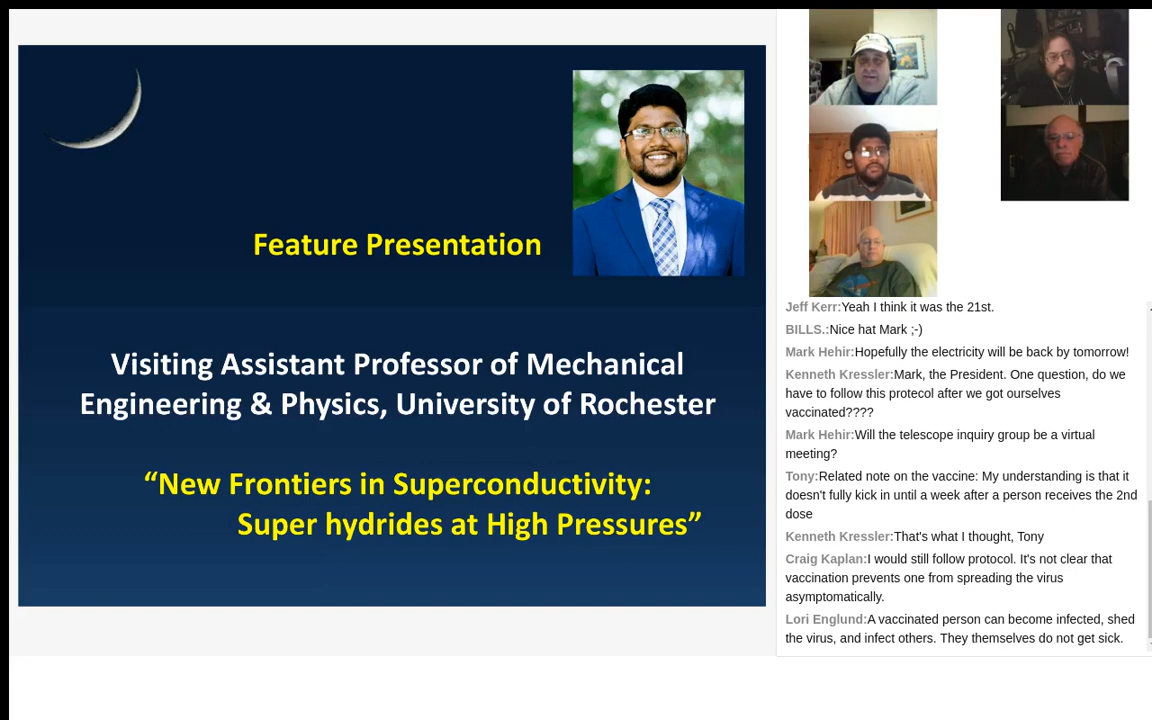 Feature Presentation
Visiting Assistant Professor of Mechanical
Engineering & Physics, University of Rochester
“New Frontiers in Superconductivity:
Super hydrides at High Pressures”
Jeff Kerr:Yeah I think it was the 21st.
BILLS.:Nice hat Mark ;-)
Mark Hehir:Hopefully the electricity will be back by tomorrow!
Kenneth Kressler:Mark, the President. One question, do we
have to follow this protecol after we got ourselves
vaccinated????
Mark Hehir:Will the telescope inquiry group be a virtual
meeting?
Tony:Related note on the vaccine: My understanding is that it
doesn't fully kick in until a week after a person receives the 2nd
dose
Kenneth Kressler:That's what I thought, Tony
Craig Kaplan:I would still follow protocol. It's not clear that
vaccination prevents one from spreading the virus
asymptomatically.
Lori Englund:A vaccinated person can become infected, shed
the virus, and infect others. They themselves do not get sick.